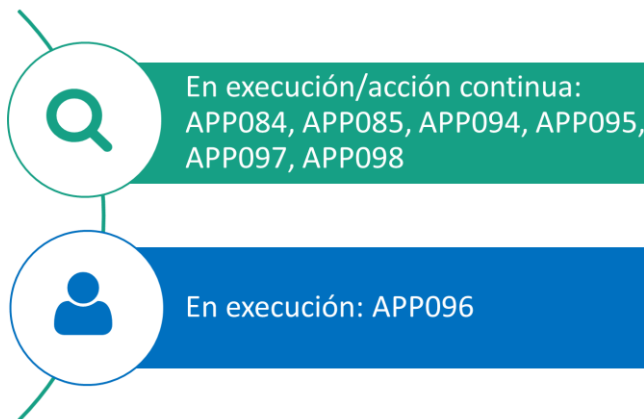 En execución/acción continua:
APP084, APP085, APP094, APP095,
APP097, APP098
En execución: APP096